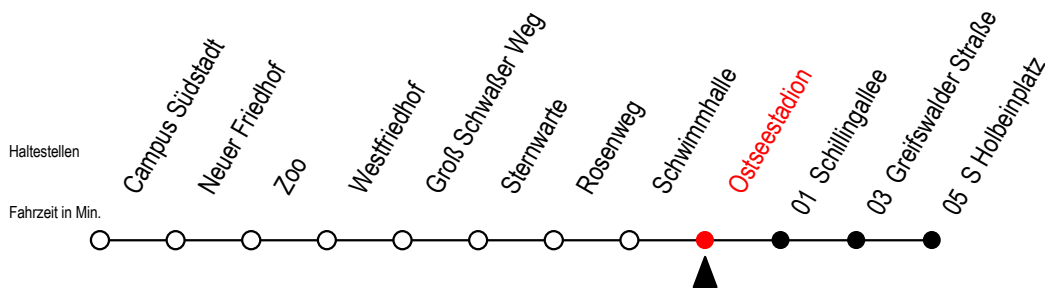 Haltestellen
Fahrzeit in Min.
Campus Südstadt
Neuer Friedhof
Zoo
Westfriedhof
Groß Schwaßer Weg
Sternwarte
Rosenweg
Schwimmhalle
Ostseestadion
01 Schillingallee
03 Greifswalder Straße
05 S Holbeinplatz